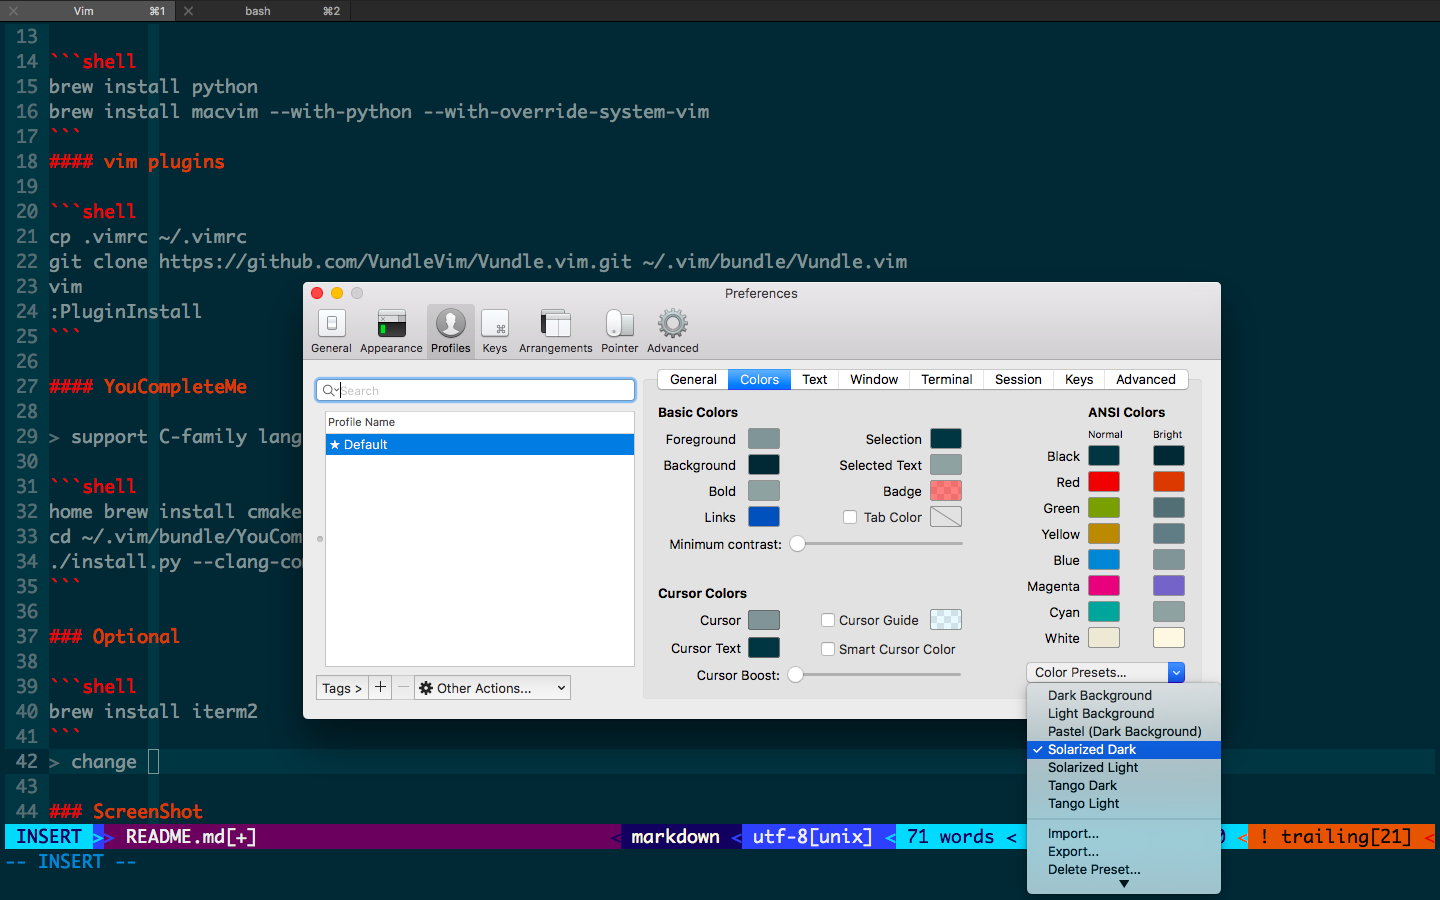 Vim ⌘1 bash ⌘2
13
14 ```shell
15 brew install python
16 brew install macvim --with-python --with-override-system-vim
17 ```
18 #### vim plugins
19
20 ```shell
21 cp .vimrc ~/.vimrc
22 git clone https://github.com/VundleVim/Vundle.vim.git ~/.vim/bundle/Vundle.vim
23 vim
24 :PluginInstall
25 ```
26
27 #### YouCompleteMe
28
29 > support C-family lang
30
31 ```shell
32 home brew install cmake
33 cd ~/.vim/bundle/YouCom
34 ./install.py --clang-co
35 ```
36
37 ### Optional
38
39 ```shell
40 brew install iterm2
41 ```
42 > change
43
44 ### ScreenShot
INSERT >> README.md[+] < markdown < utf-8[unix] < 71 words < 0 < ! trailing[21] <
-- INSERT --
Preferences
General Appearance Profiles Keys Arrangements Pointer Advanced
Search
Profile Name
★ Default
Tags > + − Other Actions...
General Colors Text Window Terminal Session Keys Advanced
Basic Colors
Foreground
Background
Bold
Links
Selection
Selected Text
Badge
Tab Color
Minimum contrast:
Cursor Colors
Cursor
Cursor Text
Cursor Boost:
Cursor Guide
Smart Cursor Color
ANSI Colors
Normal Bright
Black
Red
Green
Yellow
Blue
Magenta
Cyan
White
Color Presets...
Dark Background
Light Background
Pastel (Dark Background)
✓ Solarized Dark
Solarized Light
Tango Dark
Tango Light
Import...
Export...
Delete Preset...